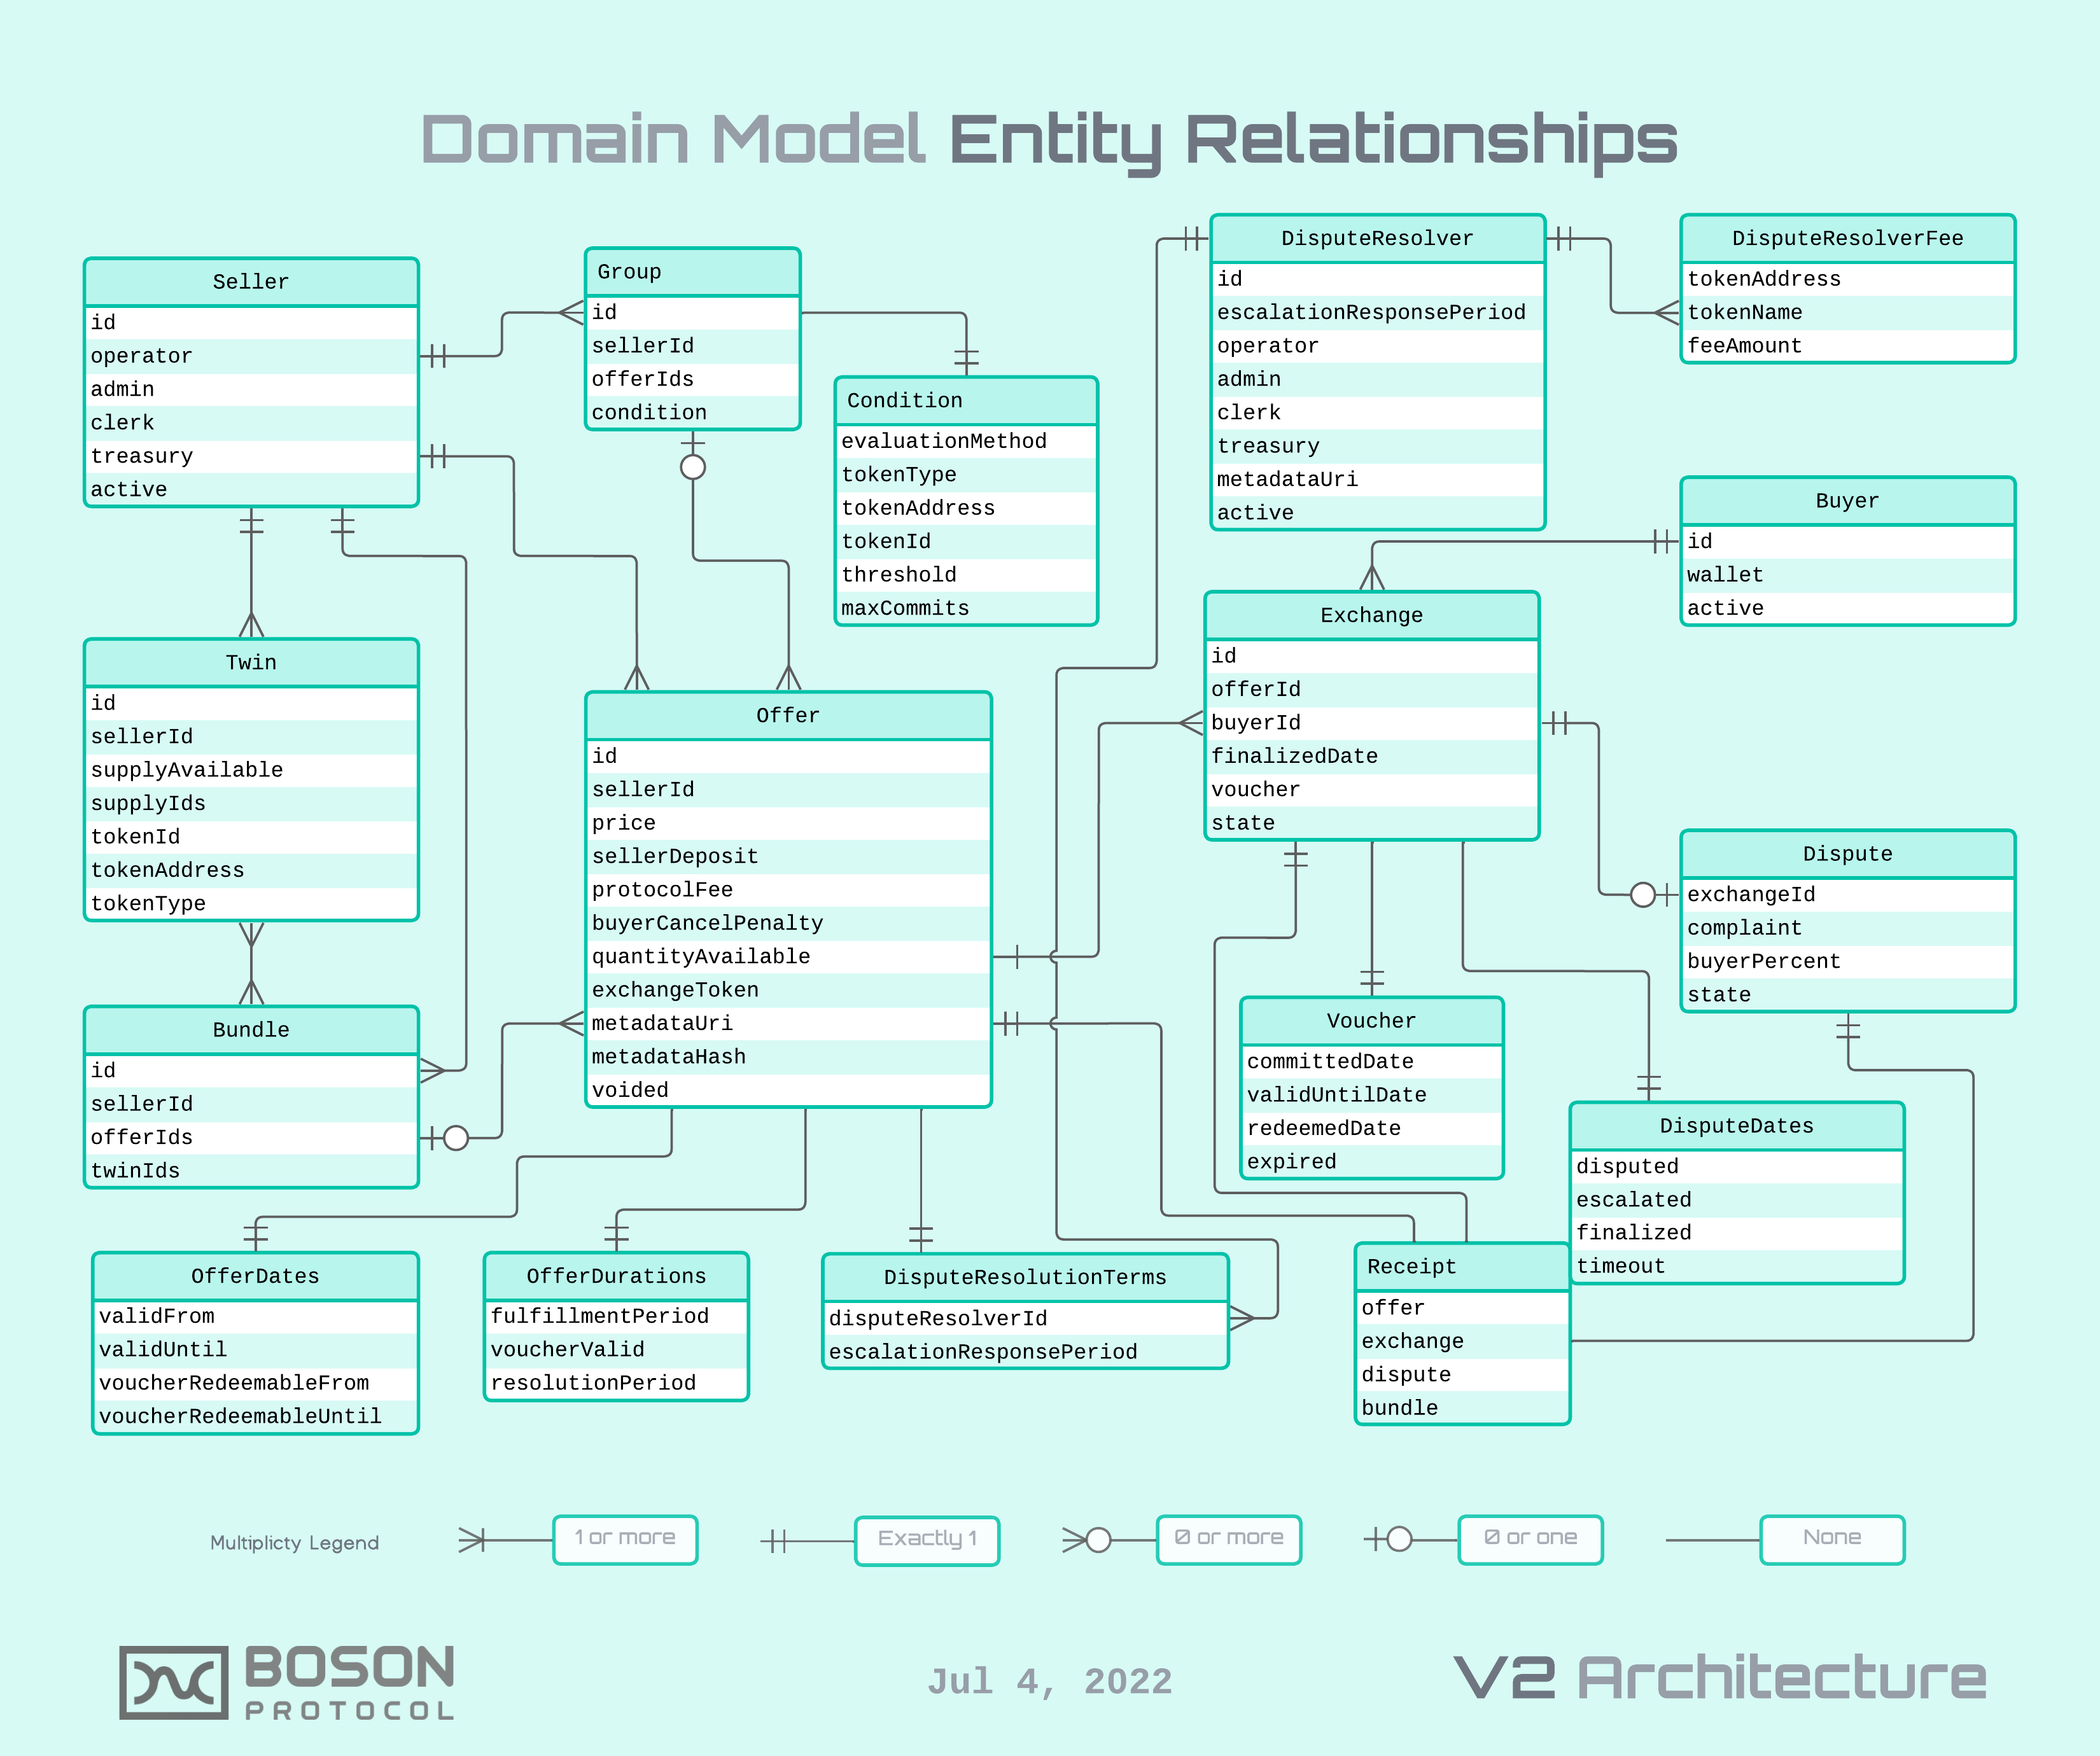 Domain Model Entity Relationships
Seller
id
operator
admin
clerk
treasury
active
Group
id
sellerId
offerIds
condition
Condition
evaluationMethod
tokenType
tokenAddress
tokenId
threshold
maxCommits
DisputeResolver
id
escalationResponsePeriod
operator
admin
clerk
treasury
metadataUri
active
DisputeResolverFee
tokenAddress
tokenName
feeAmount
Buyer
id
wallet
active
Twin
id
sellerId
supplyAvailable
supplyIds
tokenId
tokenAddress
tokenType
Offer
id
sellerId
price
sellerDeposit
protocolFee
buyerCancelPenalty
quantityAvailable
exchangeToken
metadataUri
metadataHash
voided
Exchange
id
offerId
buyerId
finalizedDate
voucher
state
Dispute
exchangeId
complaint
buyerPercent
state
Bundle
id
sellerId
offerIds
twinIds
Voucher
committedDate
validUntilDate
redeemedDate
expired
DisputeDates
disputed
escalated
finalized
timeout
OfferDates
validFrom
validUntil
voucherRedeemableFrom
voucherRedeemableUntil
OfferDurations
fulfillmentPeriod
voucherValid
resolutionPeriod
DisputeResolutionTerms
disputeResolverId
escalationResponsePeriod
Receipt
offer
exchange
dispute
bundle
Multiplicty Legend
1 or more
Exactly 1
0 or more
0 or one
None
BOSON
PROTOCOL
Jul 4, 2022
V2 Architecture